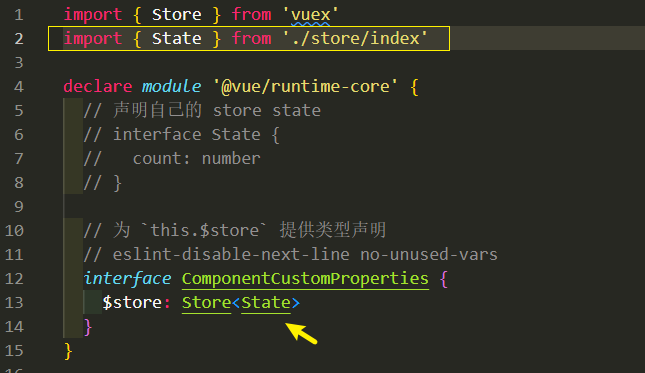 1 import { Store } from 'vuex'
2 import { State } from './store/index'
3
4 declare module '@vue/runtime-core' {
5   // 声明自己的 store state
6   // interface State {
7   //   count: number
8   // }
9
10   // 为 `this.$store` 提供类型声明
11   // eslint-disable-next-line no-unused-vars
12   interface ComponentCustomProperties {
13     $store: Store<State>
14   }
15 }